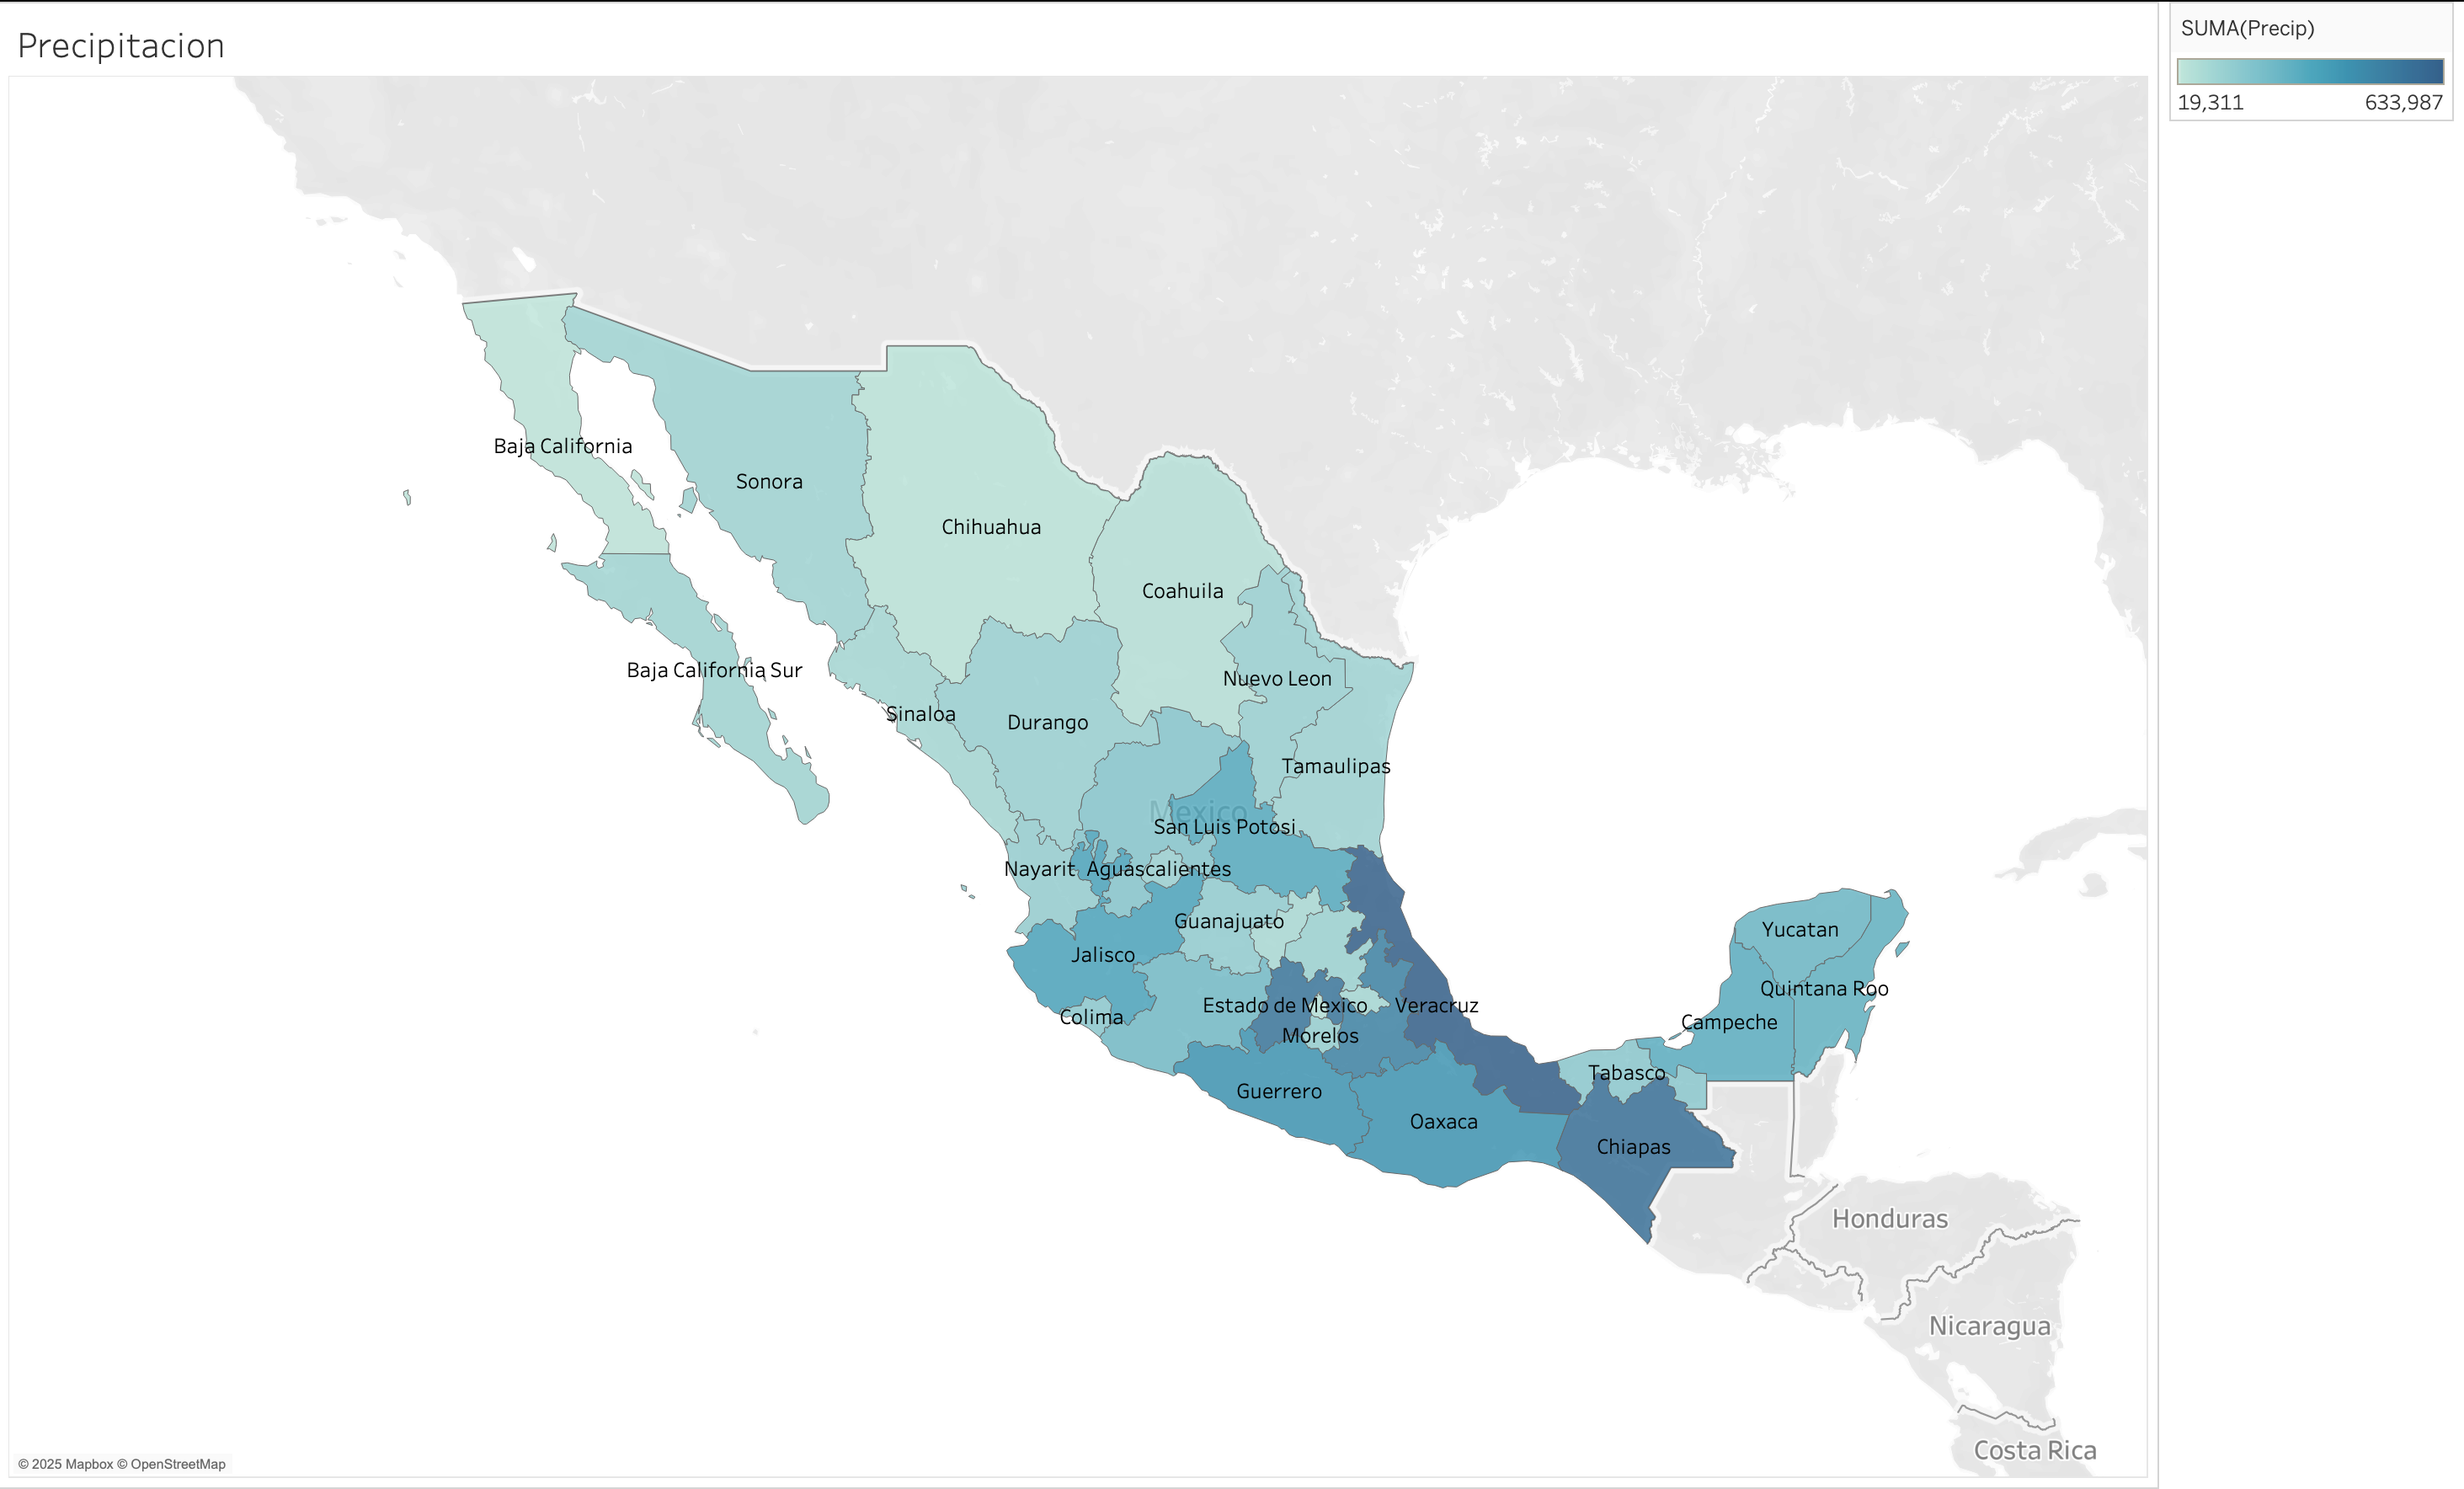 Precipitacion
SUMA(Precip)
19,311
633,987
Baja California
Sonora
Chihuahua
Coahuila
Baja California Sur
Nuevo Leon
Sinaloa
Durango
Tamaulipas
Mexico
San Luis Potosi
Nayarit
Aguascalientes
Guanajuato
Yucatan
Jalisco
Quintana Roo
Estado de Mexico
Veracruz
Colima
Campeche
Morelos
Tabasco
Guerrero
Oaxaca
Chiapas
Honduras
Nicaragua
Costa Rica
© 2025 Mapbox © OpenStreetMap